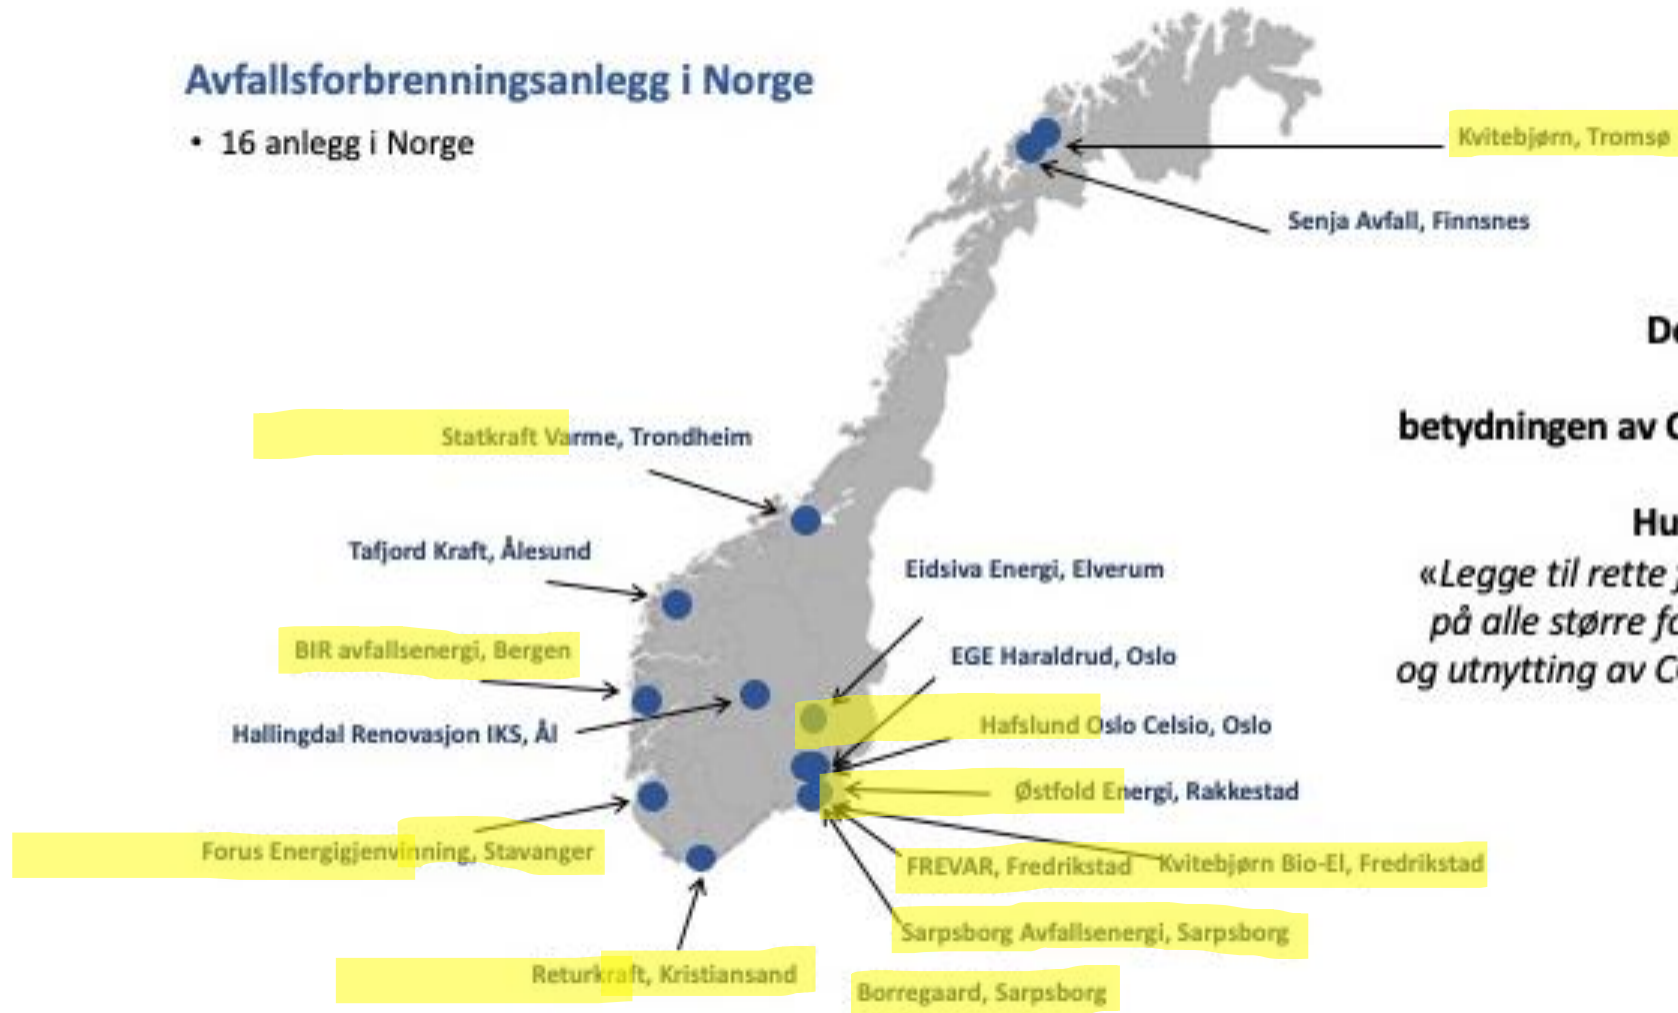 Avfallsforbrenningsanlegg i Norge
• 16 anlegg i Norge
Kvitebjørn, Tromsø
Senja Avfall, Finnsnes
Statkraft Varme, Trondheim
betydningen av
Tafjord Kraft, Ålesund
Eidsiva Energi, Elverum
«Legge til rette
BIR avfallsenergi, Bergen
EGE Haraldrud, Oslo
på alle større
og utnytting av
Hallingdal Renovasjon IKS, Ål
Hafslund Oslo Celsio, Oslo
Østfold Energi, Rakkestad
Forus Energigjenvinning, Stavanger
FREVAR, Fredrikstad
Kvitebjørn Bio-El, Fredrikstad
Sarpsborg Avfallsenergi, Sarpsborg
Returkraft, Kristiansand
Borregaard, Sarpsborg